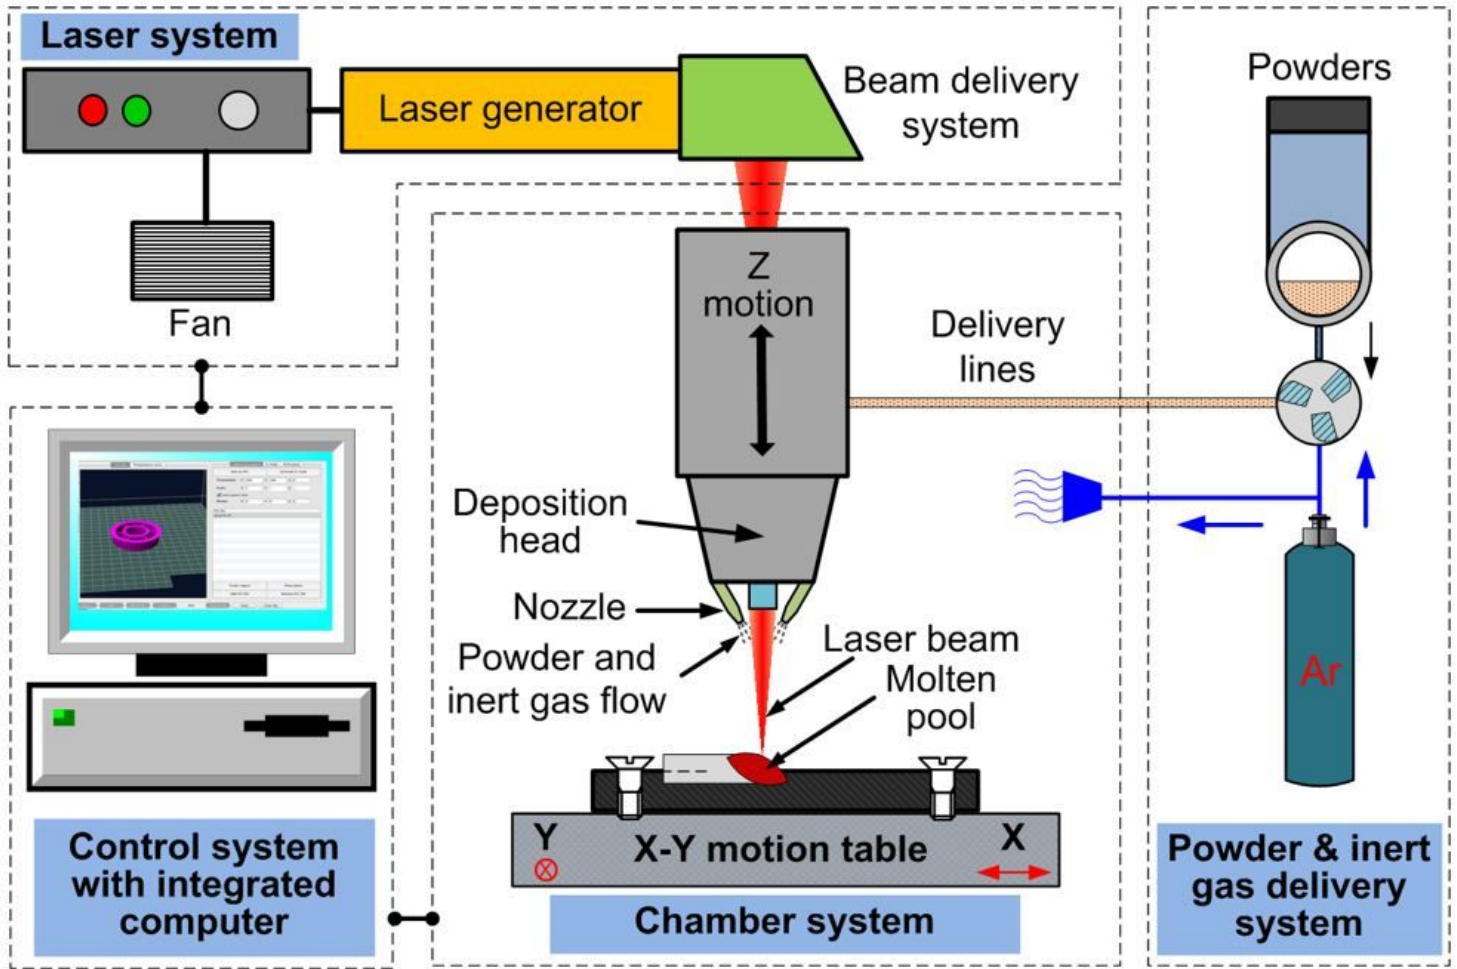 Laser system
Laser generator
Beam delivery
system
Fan
Powders
Z
motion
Delivery
lines
Deposition
head
Nozzle
Powder and
inert gas flow
Laser beam
Molten
pool
Ar
Y
X-Y motion table
X
Control system
with integrated
computer
Chamber system
Powder & inert
gas delivery
system